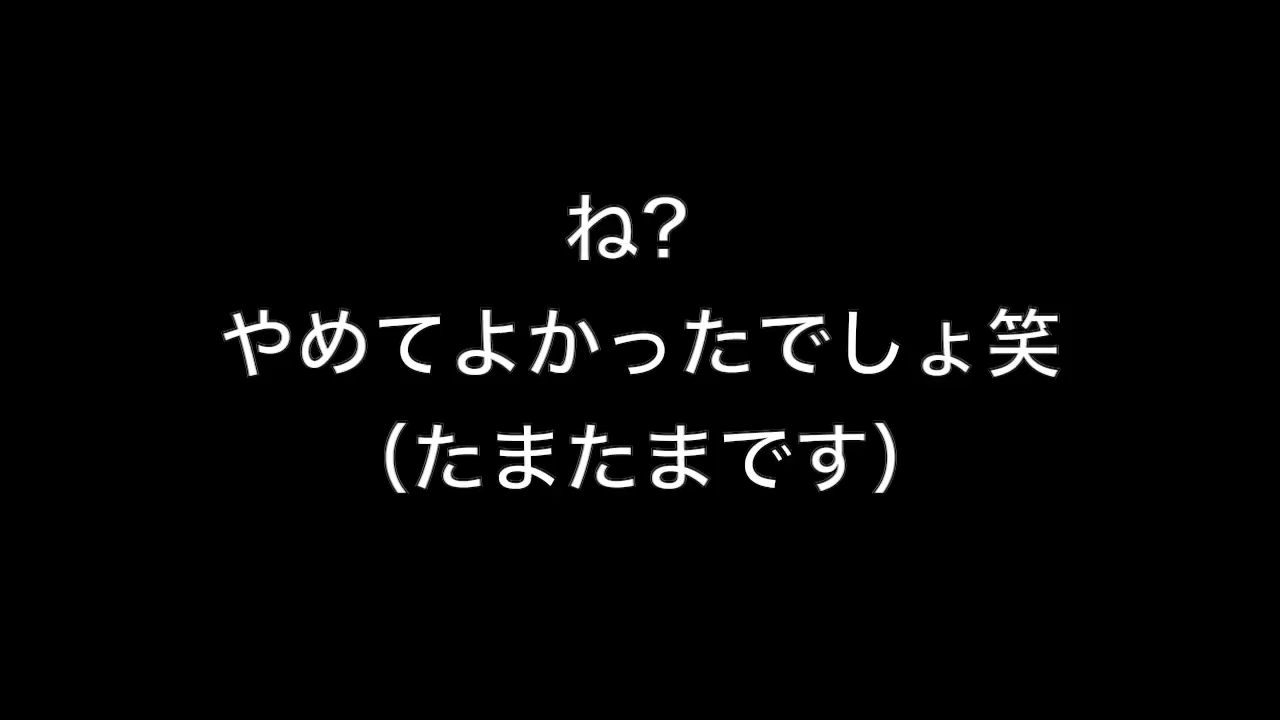 ね？
やめてよかったでしょ笑
（たまたまです）